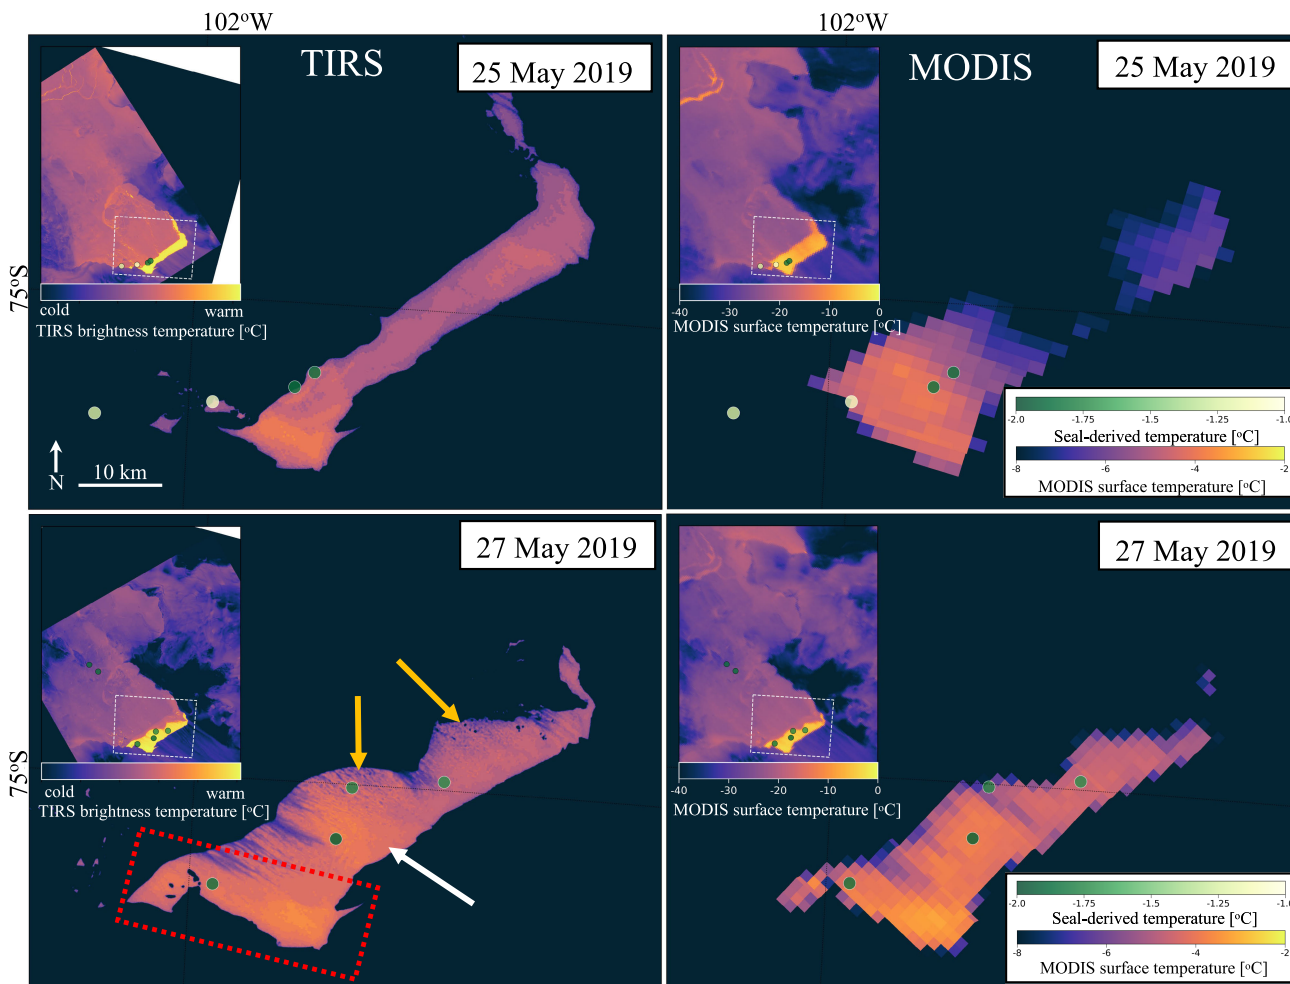 102°W
102°W
TIRS
25 May 2019
MODIS
25 May 2019
75°S
cold
warm
TIRS brightness temperature [°C]
-40
-30
-20
-10
0
MODIS surface temperature [°C]
N
10 km
-2.0
-1.75
-1.5
-1.25
-1.0
Seal-derived temperature [°C]
-8
-6
-4
-2
MODIS surface temperature [°C]
27 May 2019
27 May 2019
75°S
cold
warm
TIRS brightness temperature [°C]
-40
-30
-20
-10
0
MODIS surface temperature [°C]
-2.0
-1.75
-1.5
-1.25
-1.0
Seal-derived temperature [°C]
-8
-6
-4
-2
MODIS surface temperature [°C]